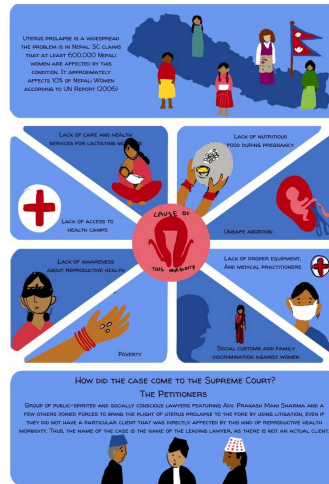 Uterus prolapse is a widespread
the problem is in Nepal. SC claims
that at least 600,000 Nepali
women are affected by this
condition. It approximately
affects 10% of Nepali Women
according to UN Report (2006)
Lack of care and health
services for lactating mo
Lack of nutritious
food during pregnancy
Lack of access to
health camps
CAUSE OF
THIS MORBIDITY
Unsafe abortion
Lack of awareness
about reproductive health
Lack of proper equipment,
and medical practitioners
Poverty
Social customs and family
discrimination against women
How did the case come to the Supreme Court?
The Petitioners
Group of public-spirited and socially conscious lawyers featuring Adv. Prakash Mani Sharma and a
few others joined forces to bring the plight of uterus prolapse to the fore by using litigation, even if
they did not have a particular client that was directly affected by this kind of reproductive health
morbidity. Thus, the name of the case is the name of the leading lawyer, as there is not an actual client.